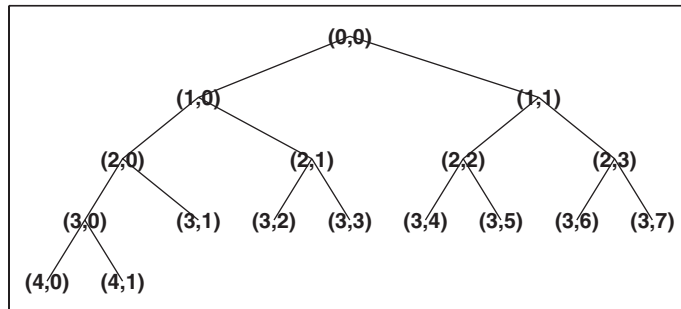 (0,0)
(1,0) (1,1)
(2,0) (2,1) (2,2) (2,3)
(3,0) (3,1) (3,2) (3,3) (3,4) (3,5) (3,6) (3,7)
(4,0) (4,1)